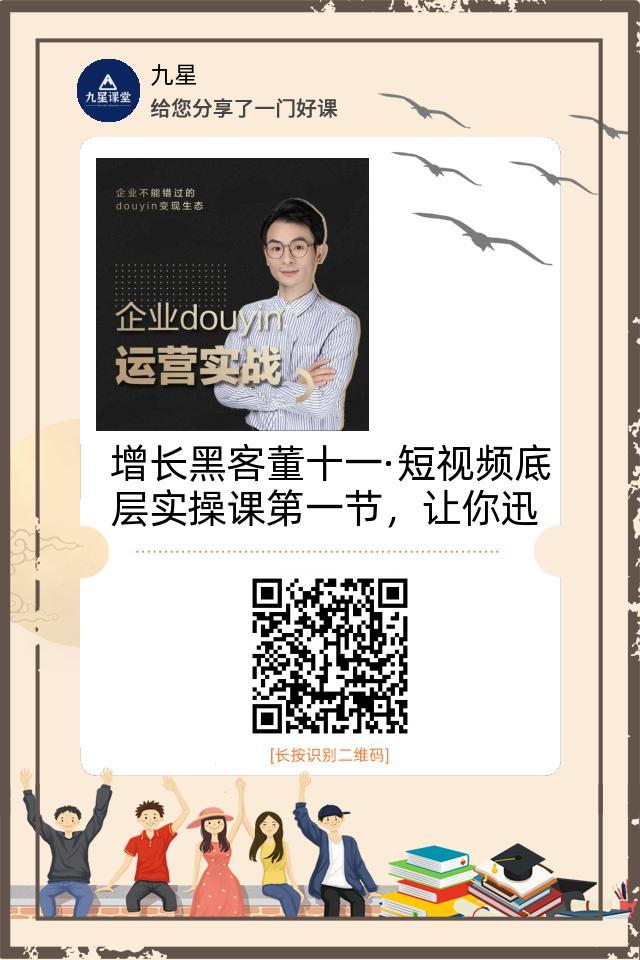 九星
九星课堂
给您分享了一门好课
企业不能错过的
douyin变现生态
企业douyin
运营实战
增长黑客董十一·短视频底
层实操课第一节，让你迅
[长按识别二维码]